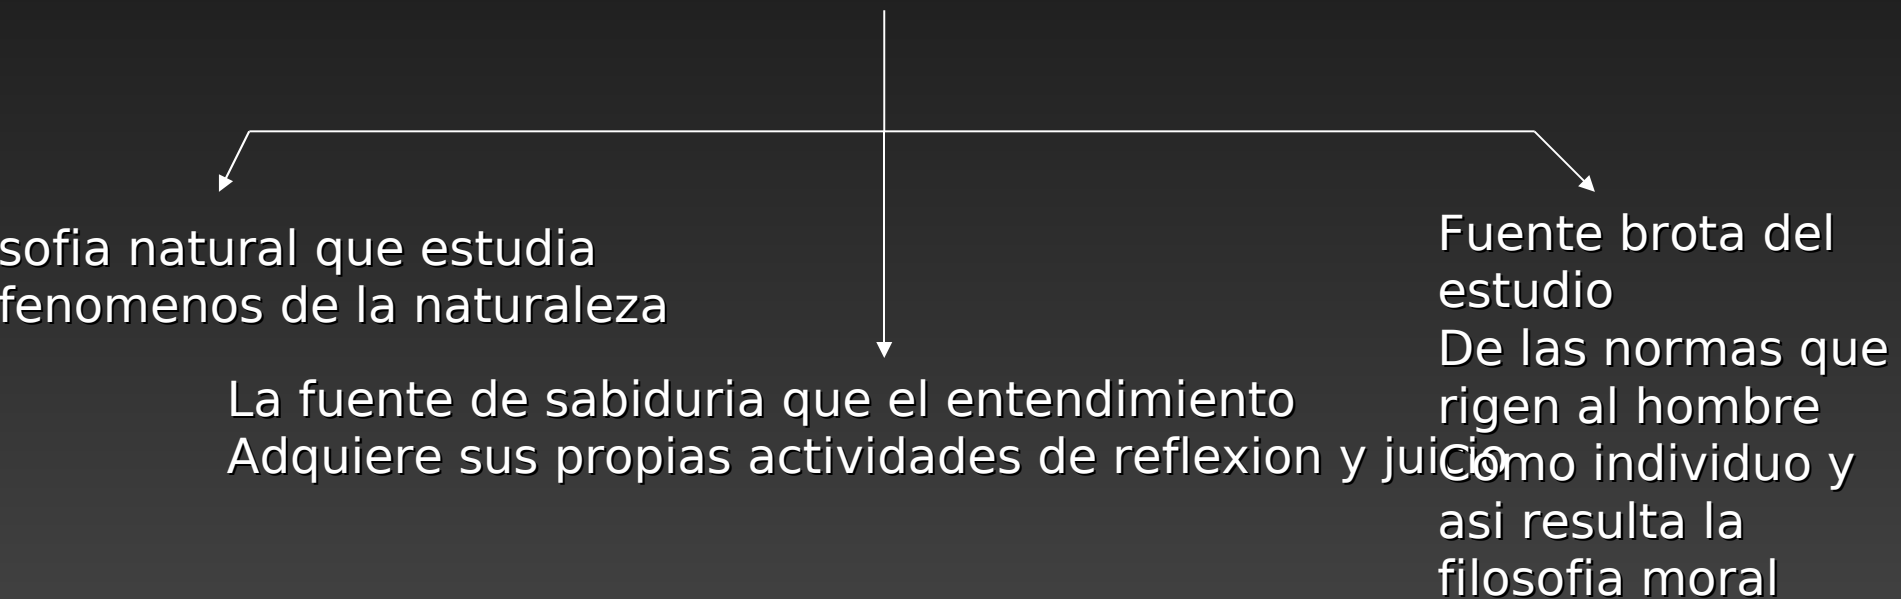 sofia natural que estudia
fenomenos de la naturaleza
La fuente de sabiduria que el entendimiento
Adquiere sus propias actividades de reflexion y juicio
Fuente brota del
estudio
De las normas que
rigen al hombre
Como individuo y
asi resulta la
filosofia moral